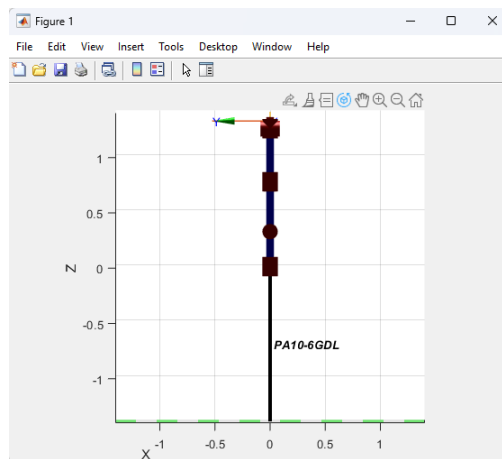 Figure 1
File Edit View Insert Tools Desktop Window Help
Y
1
0.5
Z
0
-0.5
PA10-6GDL
-1
-1 -0.5 0 0.5 1
X